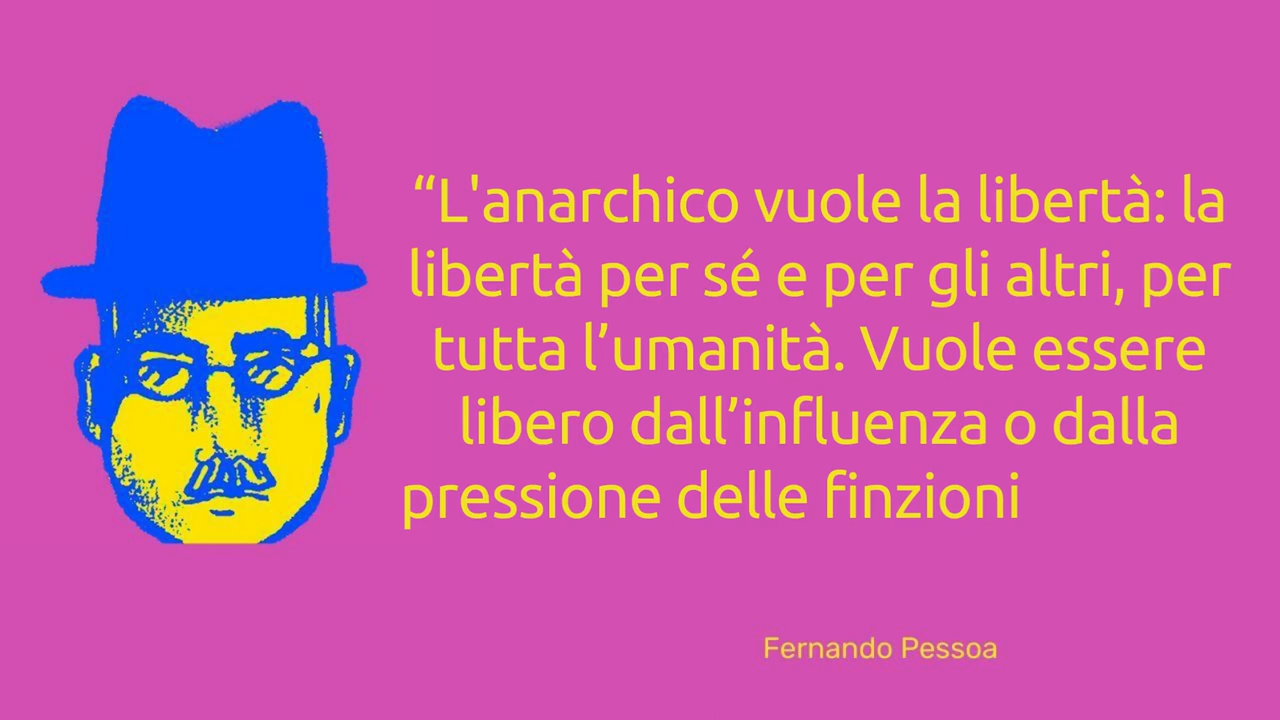 “L'anarchico vuole la libertà: la
libertà per sé e per gli altri, per
tutta l’umanità. Vuole essere
libero dall’influenza o dalla
pressione delle finzioni
Fernando Pessoa